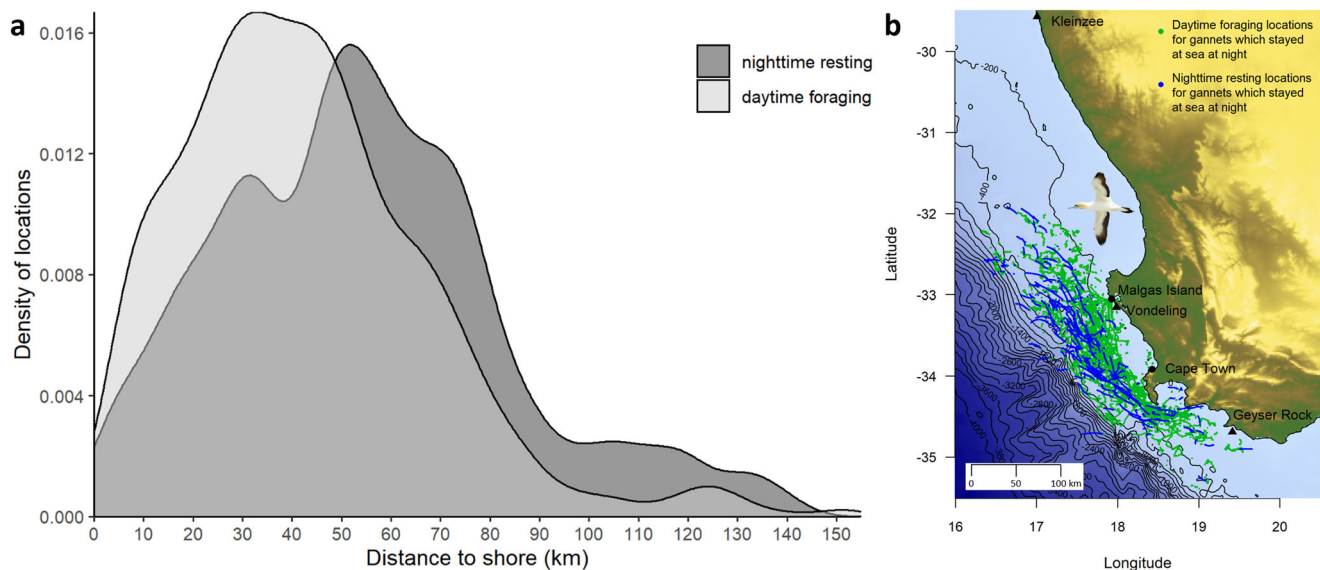 a
0.016
0.012
0.008
0.004
0.000
Density of locations
nighttime resting
daytime foraging
0 10 20 30 40 50 60 70 80 90 100 110 120 130 140 150
Distance to shore (km)
b
Kleinzee
Daytime foraging locations
for gannets which stayed
at sea at night
Nighttime resting locations
for gannets which stayed
at sea at night
-30
-31
-32
-33
-34
-35
Latitude
-200
-400
Malgas Island
Vondeling
Cape Town
Geyser Rock
0 50 100 km
16 17 18 19 20
Longitude